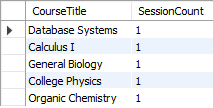 CourseTitle SessionCount
Database Systems 1
Calculus I 1
General Biology 1
College Physics 1
Organic Chemistry 1